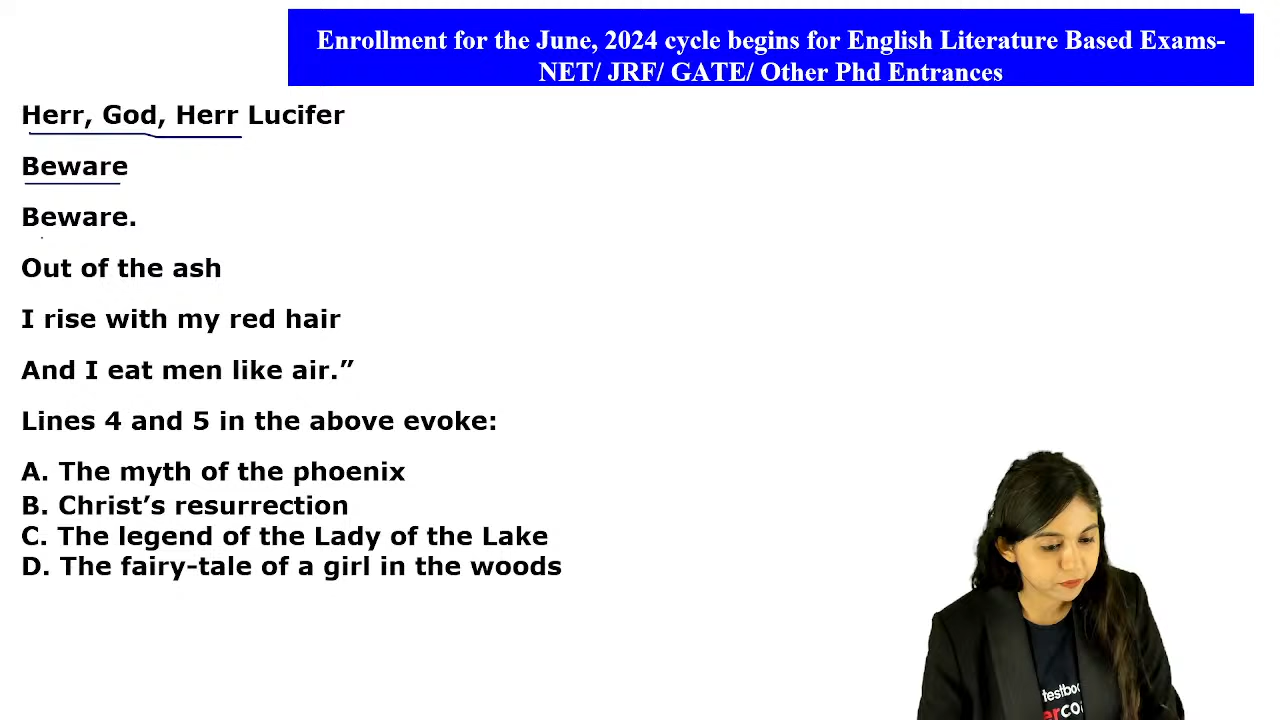 Enrollment for the June, 2024 cycle begins for English Literature Based Exams-
NET/ JRF/ GATE/ Other Phd Entrances
Herr, God, Herr Lucifer
Beware
Beware.
Out of the ash
I rise with my red hair
And I eat men like air.”
Lines 4 and 5 in the above evoke:
A. The myth of the phoenix
B. Christ’s resurrection
C. The legend of the Lady of the Lake
D. The fairy-tale of a girl in the woods